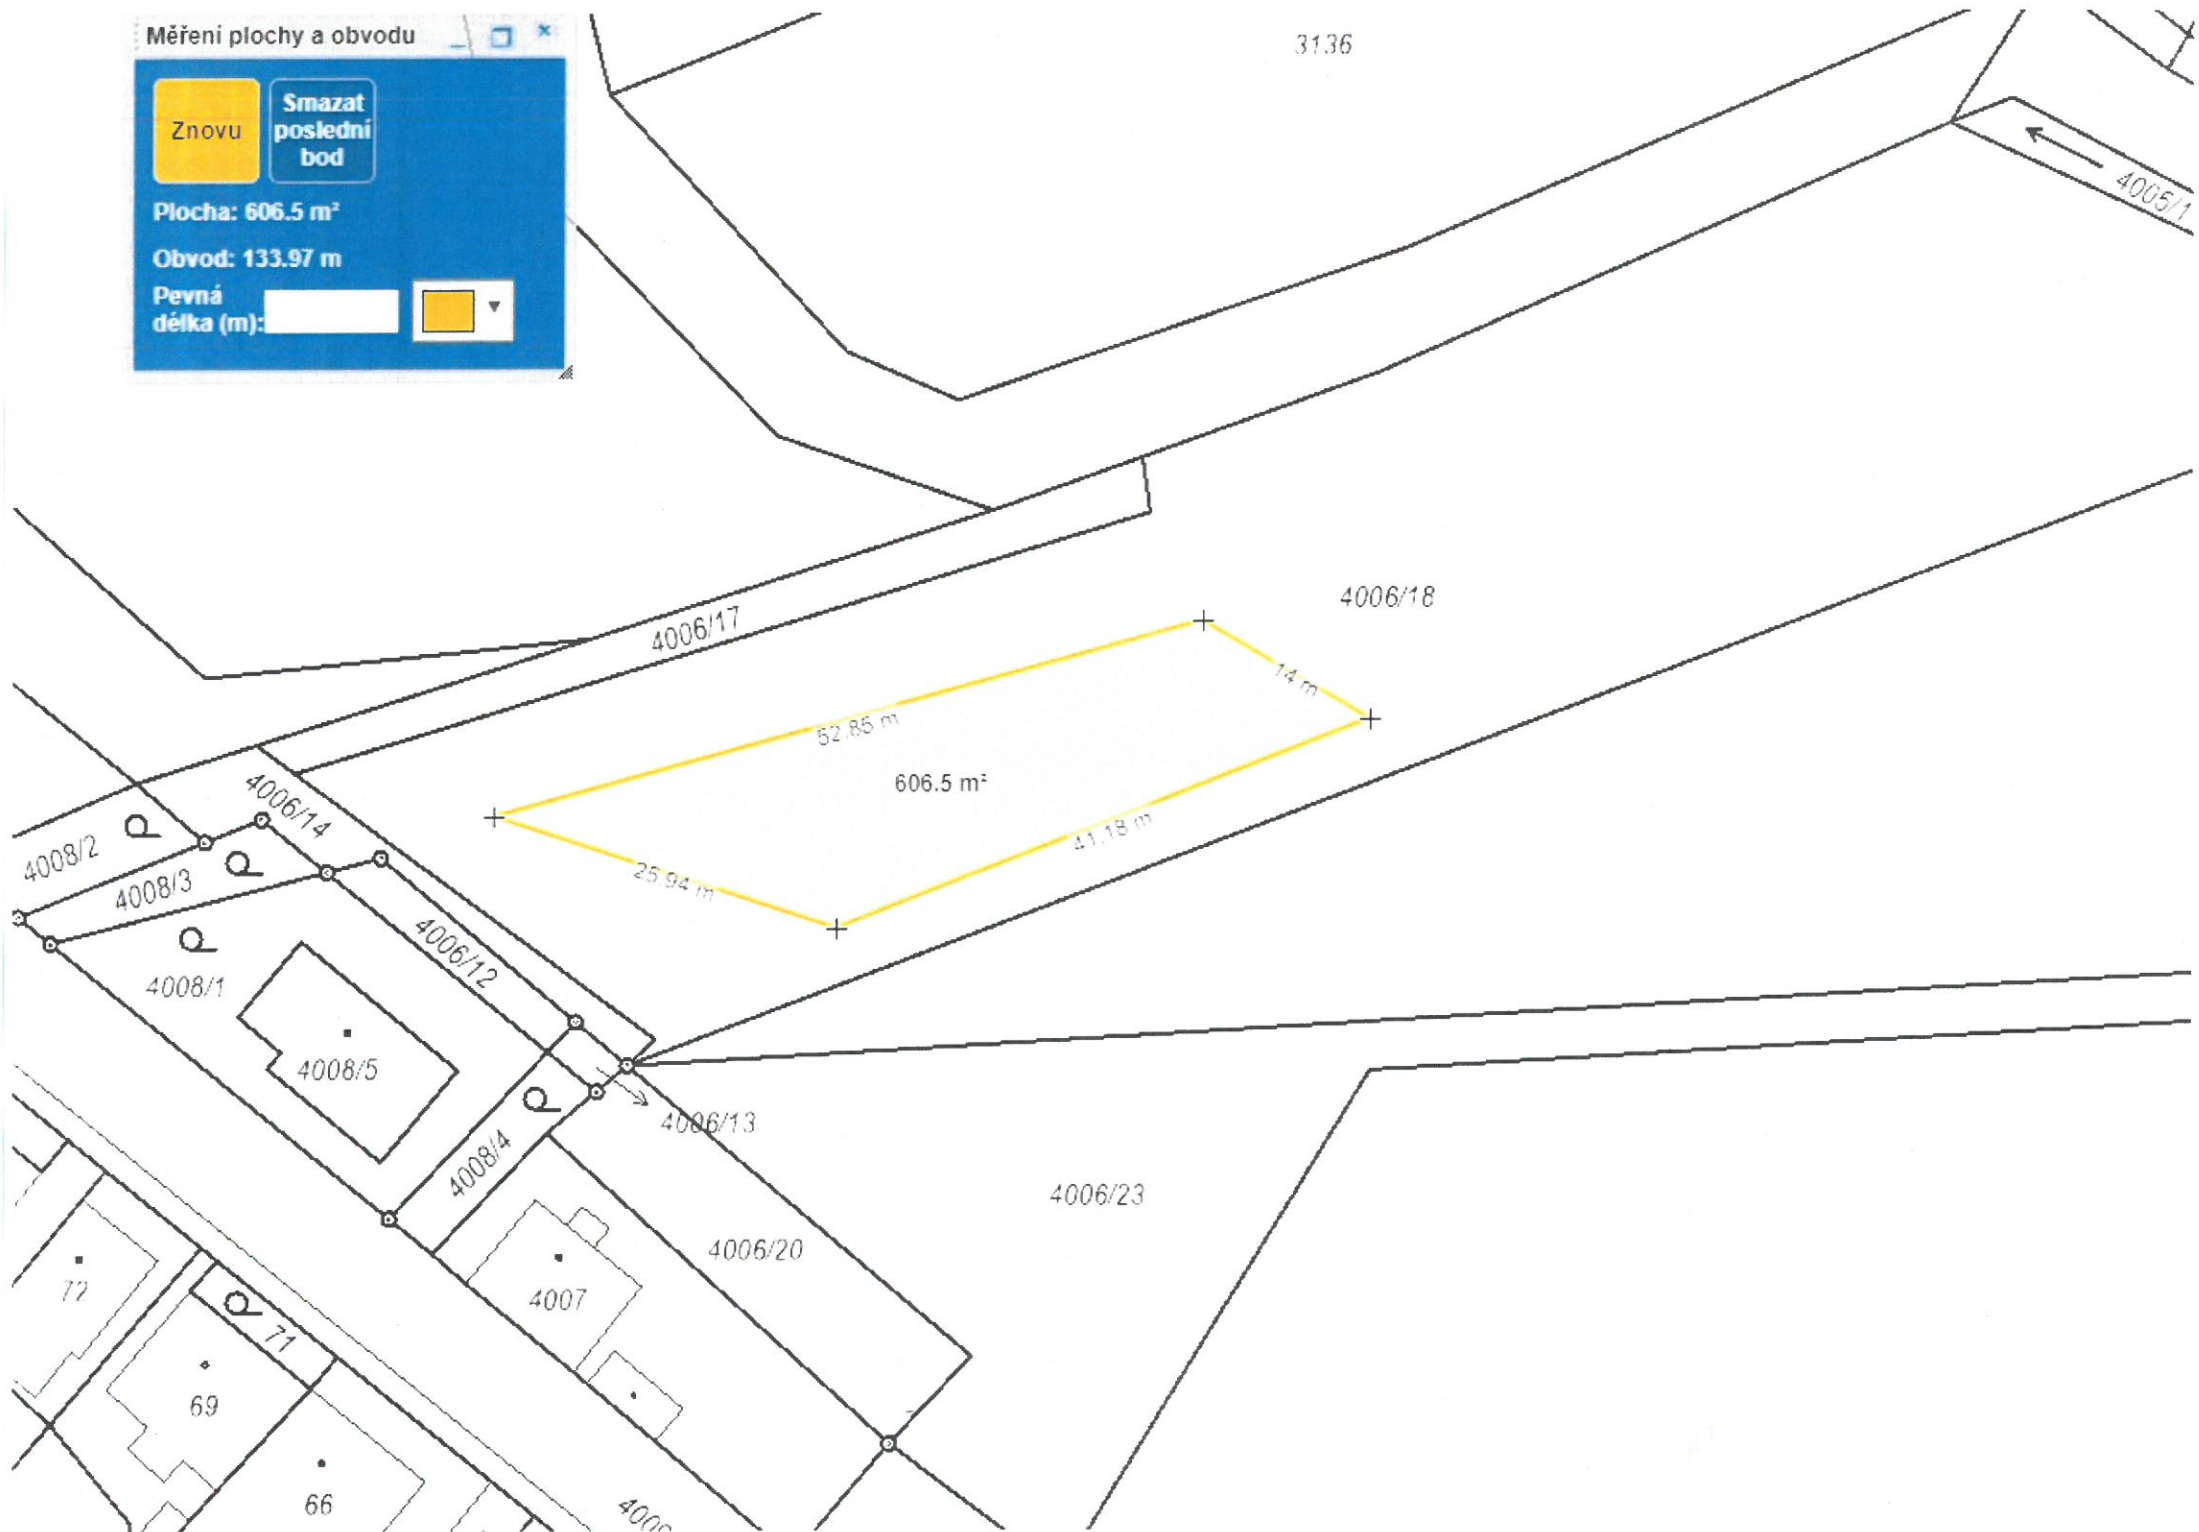 Měření plochy a obvodu
Znovu
Smazat
poslední
bod
Plocha: 606.5 m²
Obvod: 133.97 m
Pevná
délka (m):
3136
4005/1
4006/18
4006/17
14 m
52.85 m
606.5 m²
41.18 m
25.94 m
4006/14
4008/2
4008/3
4006/12
4008/1
4008/5
4006/13
4008/4
4006/23
4006/20
4007
72
71
69
66